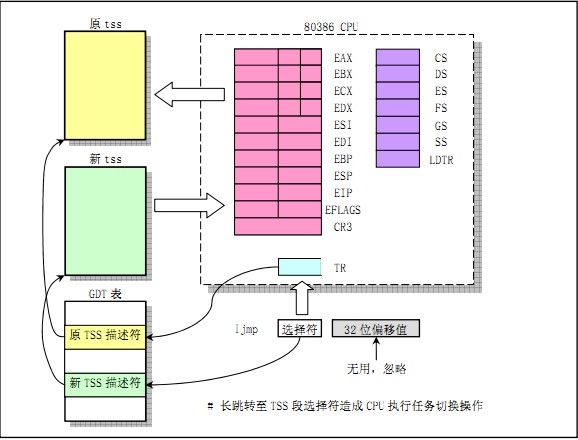 原 tss
新 tss
GDT 表
原 TSS 描述符
新 TSS 描述符
80386 CPU
EAX
EBX
ECX
EDX
ESI
EDI
EBP
ESP
EIP
EFLAGS
CR3
CS
DS
ES
FS
GS
SS
LDTR
TR
ljmp
选择符
32 位偏移值
无用，忽略
# 长跳转至 TSS 段选择符造成 CPU 执行任务切换操作